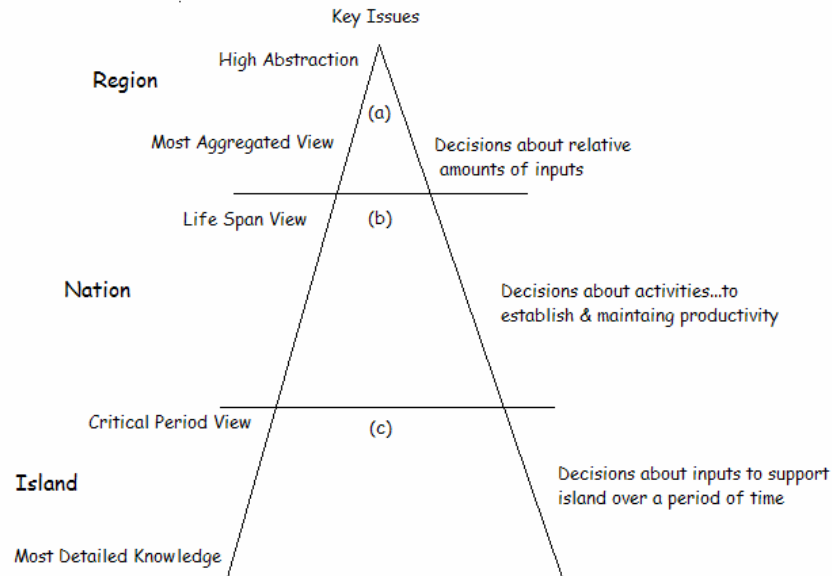 Key Issues
High Abstraction
Region
(a)
Most Aggregated View
Decisions about relative
amounts of inputs
Life Span View
(b)
Nation
Decisions about activities...to
establish & maintaing productivity
Critical Period View
(c)
Island
Decisions about inputs to support
island over a period of time
Most Detailed Knowledge